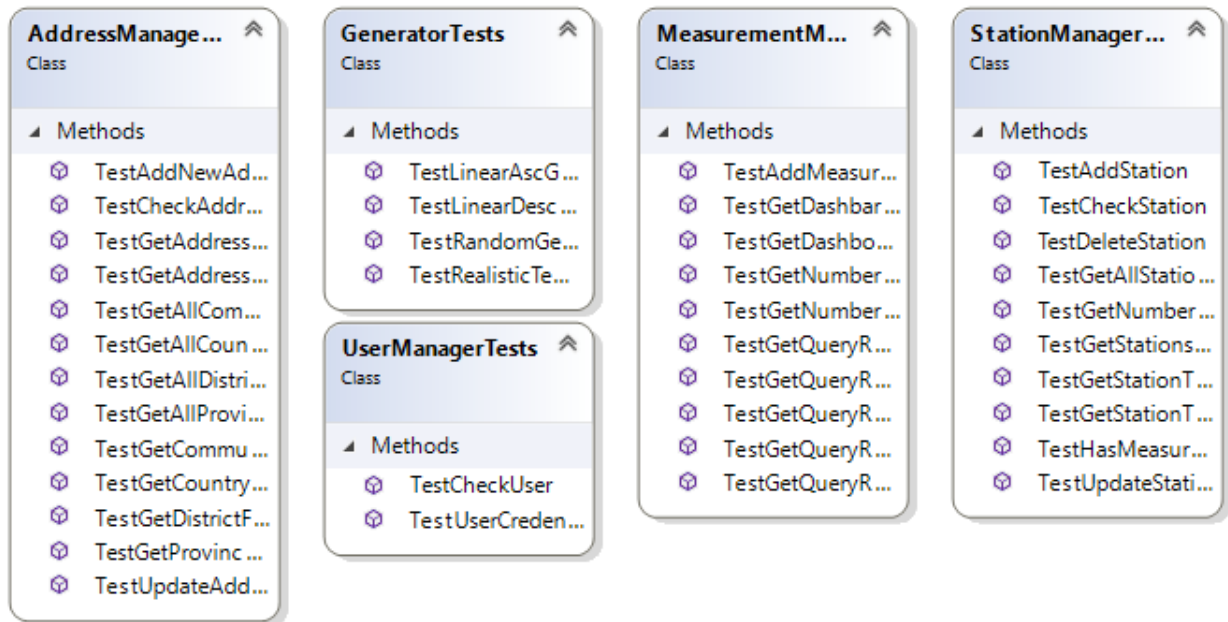 AddressManage...
Class
Methods
TestAddNewAd...
TestCheckAddr...
TestGetAddress...
TestGetAddress...
TestGetAllCom...
TestGetAllCoun...
TestGetAllDistri...
TestGetAllProvi...
TestGetCommu...
TestGetCountry...
TestGetDistrictF...
TestGetProvinc...
TestUpdateAdd...
GeneratorTests
Class
Methods
TestLinearAscG...
TestLinearDesc...
TestRandomGe...
TestRealisticTe...
UserManagerTests
Class
Methods
TestCheckUser
TestUserCreden...
MeasurementM...
Class
Methods
TestAddMeasur...
TestGetDashbar...
TestGetDashbo...
TestGetNumber...
TestGetNumber...
TestGetQueryR...
TestGetQueryR...
TestGetQueryR...
TestGetQueryR...
TestGetQueryR...
StationManager...
Class
Methods
TestAddStation
TestCheckStation
TestDeleteStation
TestGetAllStatio...
TestGetNumber...
TestGetStations...
TestGetStationT...
TestGetStationT...
TestHasMeasur...
TestUpdateStati...